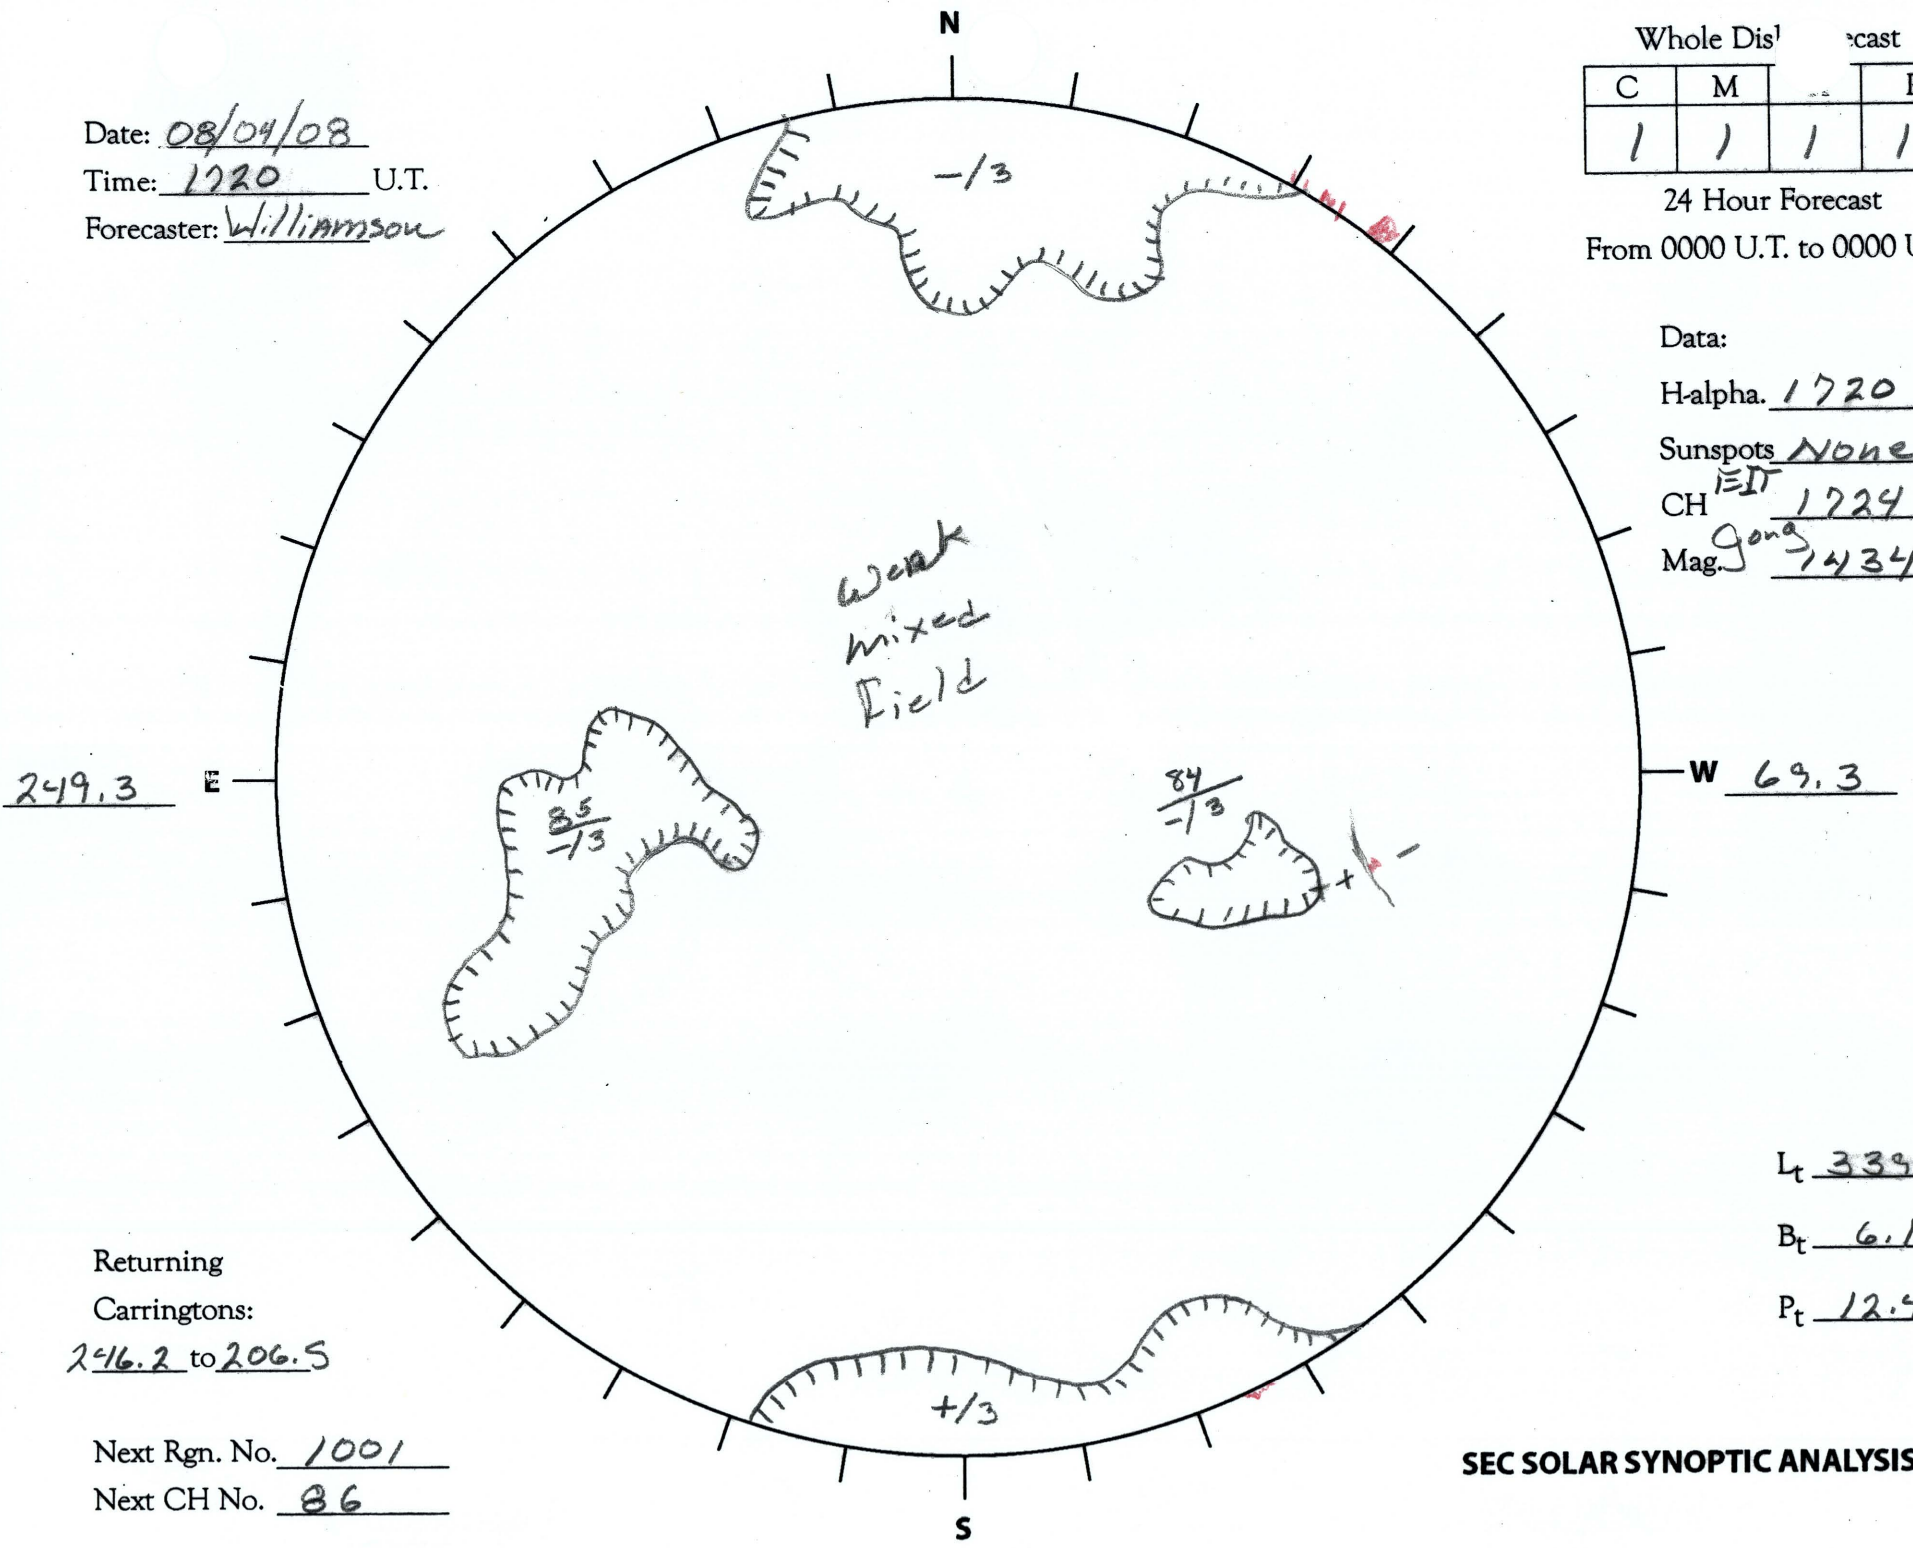 N
Date: 08/04/08
Time: 1720 U.T.
Forecaster: Williamson
Whole Dis ecast
C M
1 1 1 1
24 Hour Forecast
From 0000 U.T. to 0000 U
-/3
Data:
H-alpha. 1720
Sunspots None
CH EIT 1724
Mag. Gong 1434
weak
mixed
Field
249.3 E
85
-/3
84
-/3
+ -
W 69.3
Lt 339
Bt 6.1
Pt 12.
Returning
Carringtons:
246.2 to 206.5
+/3
Next Rgn. No. 1001
Next CH No. 86
SEC SOLAR SYNOPTIC ANALYSIS
S